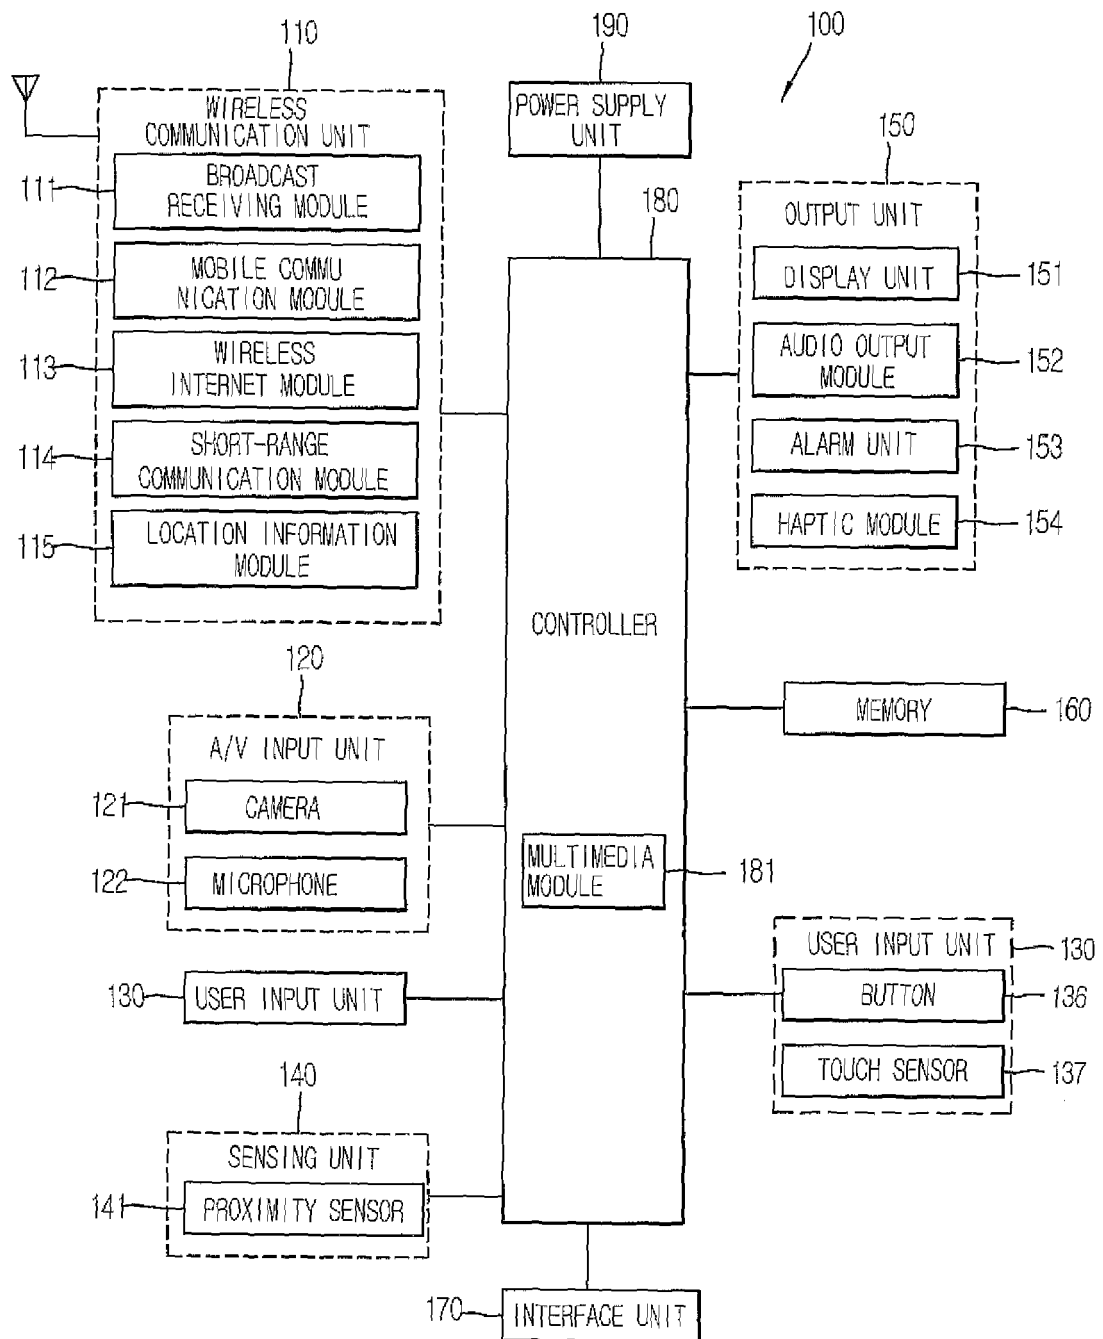 110
190
100
WIRELESS
COMMUNICATION UNIT
POWER SUPPLY
UNIT
150
111
BROADCAST
RECEIVING MODULE
180
OUTPUT UNIT
112
MOBILE COMMU
NICATION MODULE
DISPLAY UNIT
151
113
WIRELESS
INTERNET MODULE
AUDIO OUTPUT
MODULE
152
114
SHORT-RANGE
COMMUNICATION MODULE
ALARM UNIT
153
115
LOCATION INFORMATION
MODULE
HAPTIC MODULE
154
CONTROLLER
120
A/V INPUT UNIT
MEMORY
160
121
CAMERA
122
MICROPHONE
MULTIMEDIA
MODULE
181
130
USER INPUT UNIT
USER INPUT UNIT
130
BUTTON
136
TOUCH SENSOR
137
140
SENSING UNIT
141
PROXIMITY SENSOR
170
INTERFACE UNIT